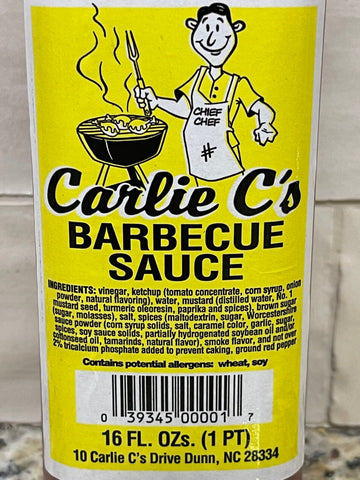 CHIEF
CHEF
#
Carlie C's
BARBECUE
SAUCE
INGREDIENTS: vinegar, ketchup (tomato concentrate, corn syrup, onion
powder, natural flavoring), water, mustard (distilled water, No. 1
mustard seed, turmeric oleoresin, paprika and spices), brown sugar
(sugar, molasses), salt, spices (maltodextrin, sugar, Worcestershire
sauce powder (corn syrup solids, salt, caramel color, garlic, sugar,
spices, soy sauce solids, partially hydrogenated soybean oil and/or
cottonseed oil, tamarinds, natural flavor), smoke flavor, and not over
2% tricalcium phosphate added to prevent caking, ground red pepper
Contains potential allergens: wheat, soy
0 39345 00001 7
16 FL. OZs. (1 PT)
10 Carlie C's Drive Dunn, NC 28334